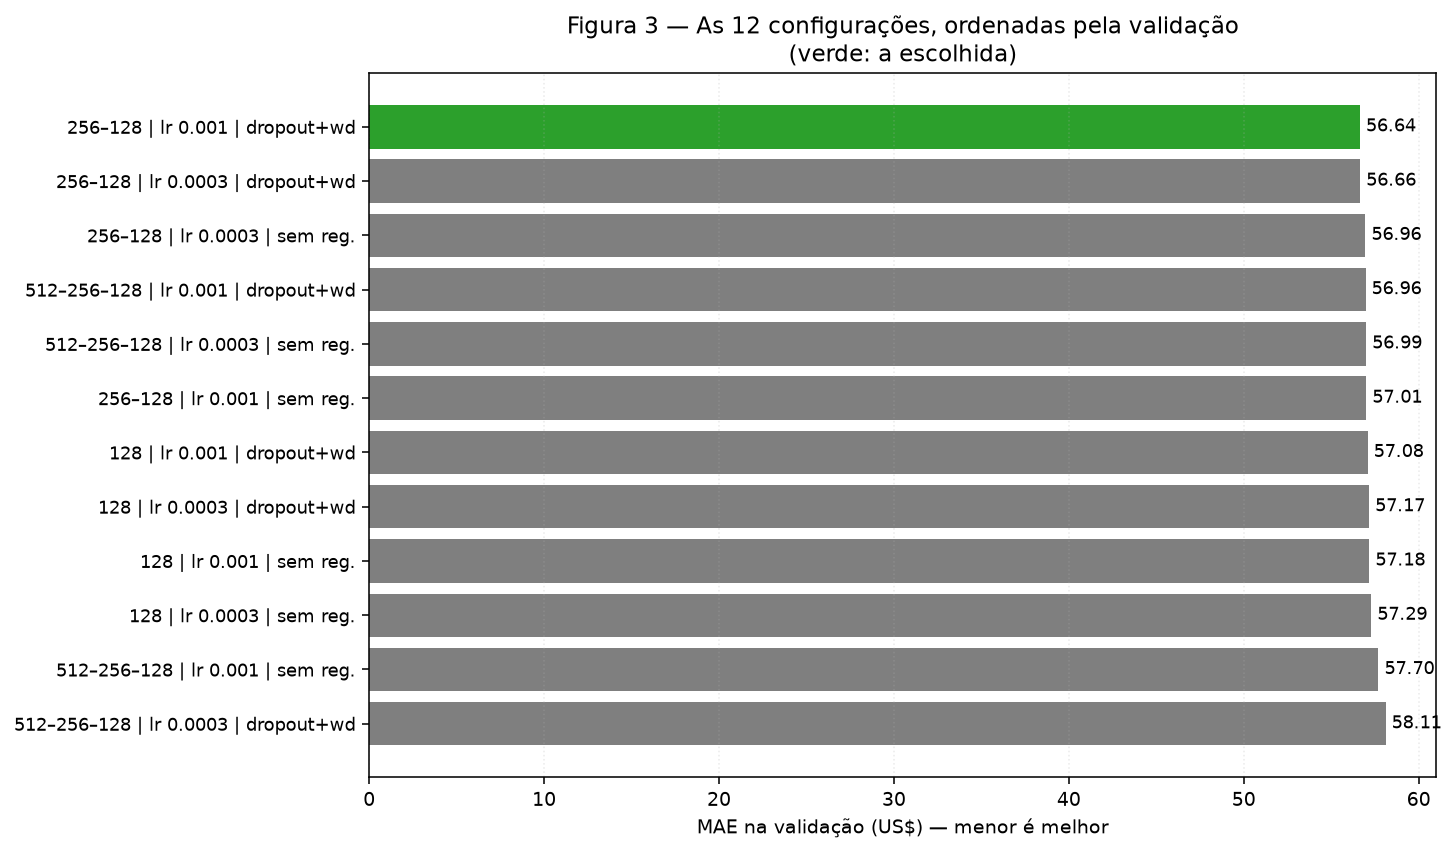 Figura 3 — As 12 configurações, ordenadas pela validação
(verde: a escolhida)
256–128 | lr 0.001 | dropout+wd 56.64
256–128 | lr 0.0003 | dropout+wd 56.66
256–128 | lr 0.0003 | sem reg. 56.96
512–256–128 | lr 0.001 | dropout+wd 56.96
512–256–128 | lr 0.0003 | sem reg. 56.99
256–128 | lr 0.001 | sem reg. 57.01
128 | lr 0.001 | dropout+wd 57.08
128 | lr 0.0003 | dropout+wd 57.17
128 | lr 0.001 | sem reg. 57.18
128 | lr 0.0003 | sem reg. 57.29
512–256–128 | lr 0.001 | sem reg. 57.70
512–256–128 | lr 0.0003 | dropout+wd 58.11
0 10 20 30 40 50 60
MAE na validação (US$) — menor é melhor